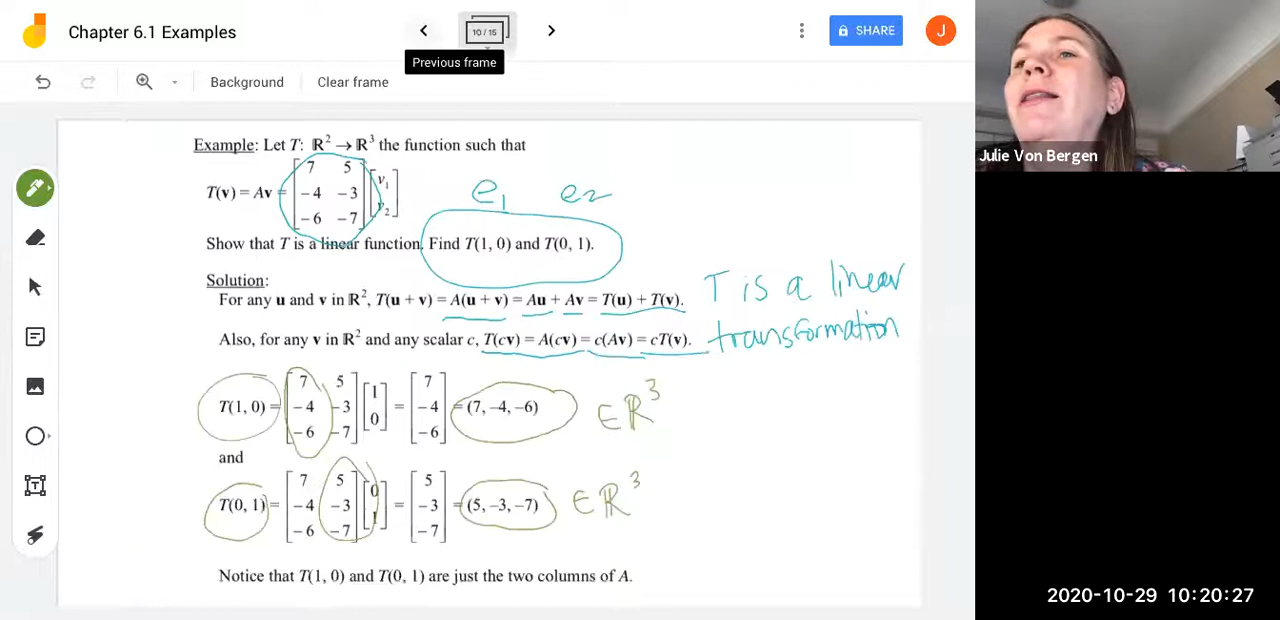 Chapter 6.1 Examples
10 / 15
SHARE
J
Previous frame
Background
Clear frame
Example: Let T: ℝ² → ℝ³ the function such that
T(v) = Av = [7 5; −4 −3; −6 −7] [v₁; v₂]
e₁ e₂
Show that T is a linear function. Find T(1, 0) and T(0, 1).
Solution:
For any u and v in ℝ², T(u + v) = A(u + v) = Au + Av = T(u) + T(v).
T is a linear
transformation
Also, for any v in ℝ² and any scalar c, T(cv) = A(cv) = c(Av) = cT(v).
T(1, 0) = [7 5; −4 −3; −6 −7] [1; 0] = [7; −4; −6] = (7, −4, −6) ∈ ℝ³
and
T(0, 1) = [7 5; −4 −3; −6 −7] [0; 1] = [5; −3; −7] = (5, −3, −7) ∈ ℝ³
Notice that T(1, 0) and T(0, 1) are just the two columns of A.
Julie Von Bergen
2020-10-29 10:20:27